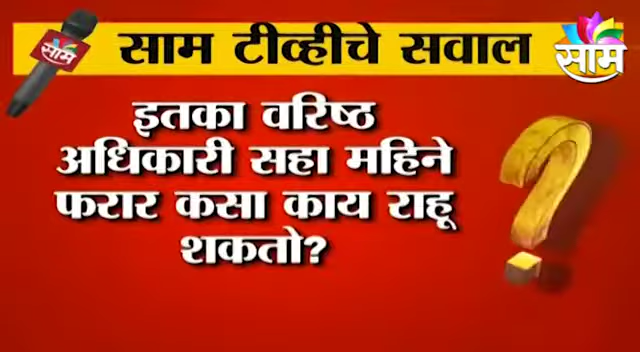 साम टीव्हीचे सवाल
साम
साम
इतका वरिष्ठ
अधिकारी सहा महिने
फरार कसा काय राहू
शकतो?